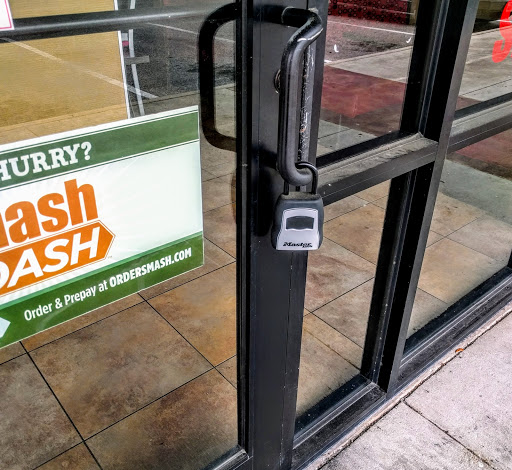 HURRY?
mash
DASH
Order & Prepay at ORDERSMASH.COM
Master
S